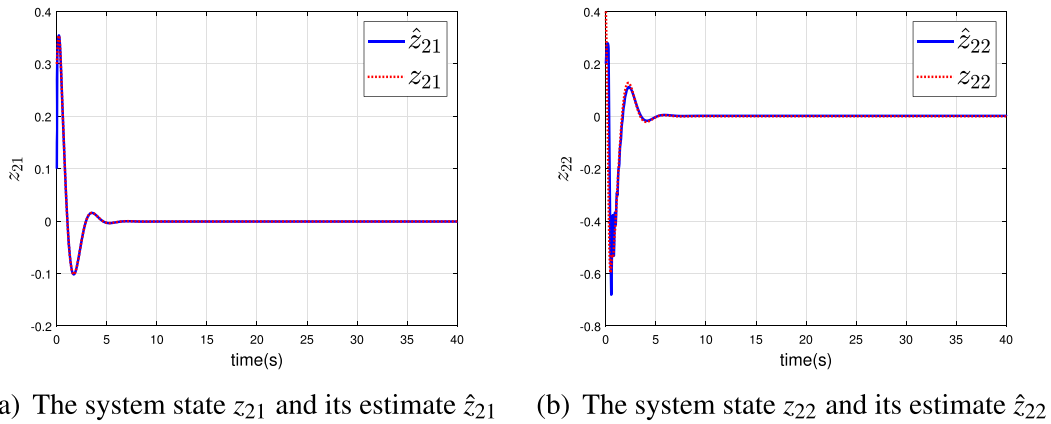 0.4
0.3
0.2
0.1
0
-0.1
-0.2
z21
0 5 10 15 20 25 30 35 40
time(s)
ẑ21
z21
0.4
0.2
0
-0.2
-0.4
-0.6
-0.8
z22
0 5 10 15 20 25 30 35 40
time(s)
ẑ22
z22
a) The system state z21 and its estimate ẑ21
(b) The system state z22 and its estimate ẑ22